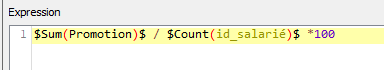 Expression
1 $Sum(Promotion)$ / $Count(id_salarié)$ *100